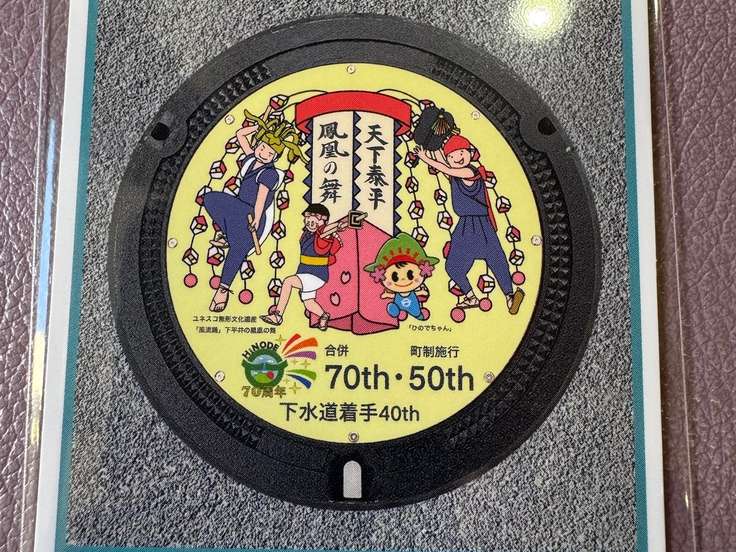 天下泰平
鳳凰の舞
ユネスコ無形文化遺産
「風流踊」下平井の鳳凰の舞
「ひのでちゃん」
HiNODE
70周年
合併 町制施行
70th・50th
下水道着手40th